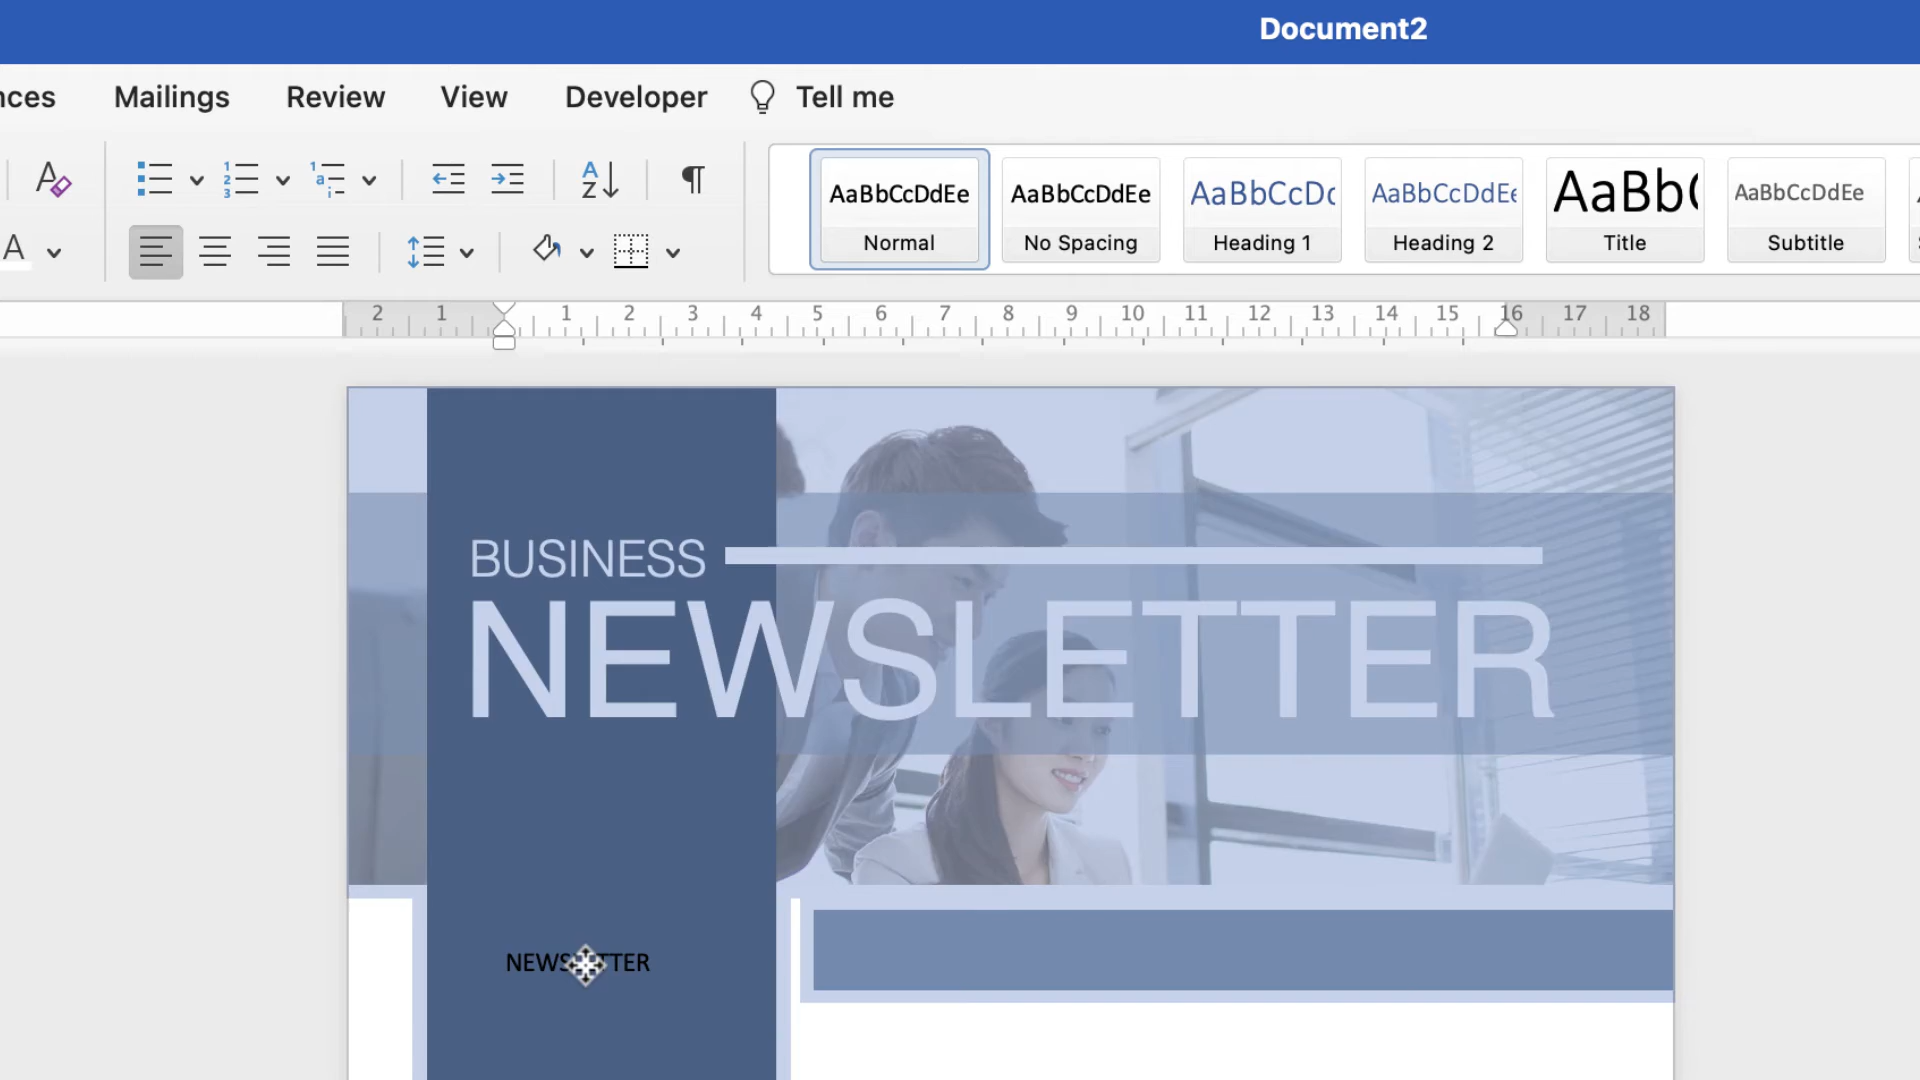 Document2
Mailings Review View Developer Tell me
AaBbCcDdEe AaBbCcDdEe AaBbCcDc AaBbCcDdEe AaBb( AaBbCcDdEe
Normal No Spacing Heading 1 Heading 2 Title Subtitle
2 1 1 2 3 4 5 6 7 8 9 10 11 12 13 14 15 16 17 18
BUSINESS
NEWSLETTER
NEWSLETTER